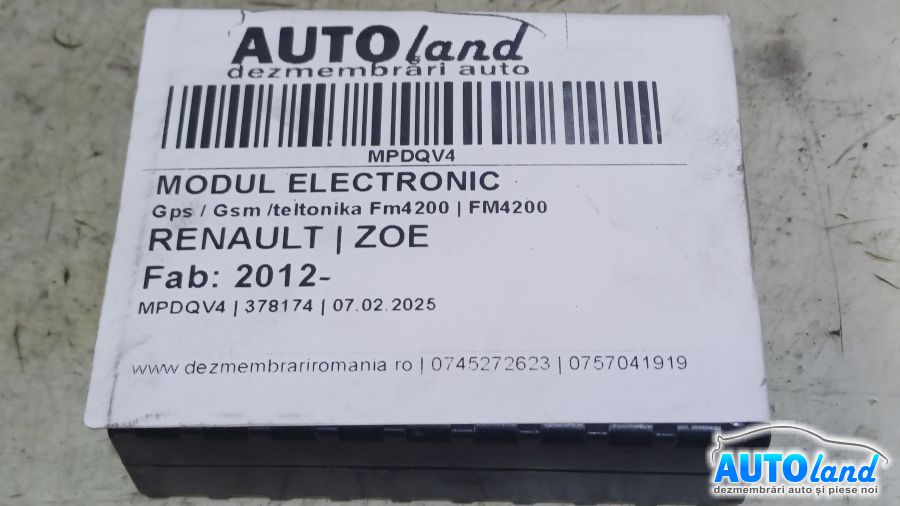 AUTOland
dezmembrări auto
MPDQV4
MODUL ELECTRONIC
Gps / Gsm /teltonika Fm4200 | FM4200
RENAULT | ZOE
Fab: 2012-
MPDQV4 | 378174 | 07.02.2025
www.dezmembrariromania.ro | 0745272623 | 0757041919
AUTOland
dezmembrări auto și piese noi